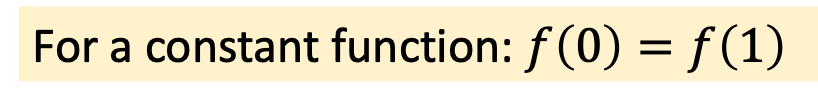 For a constant function: f(0) = f(1)